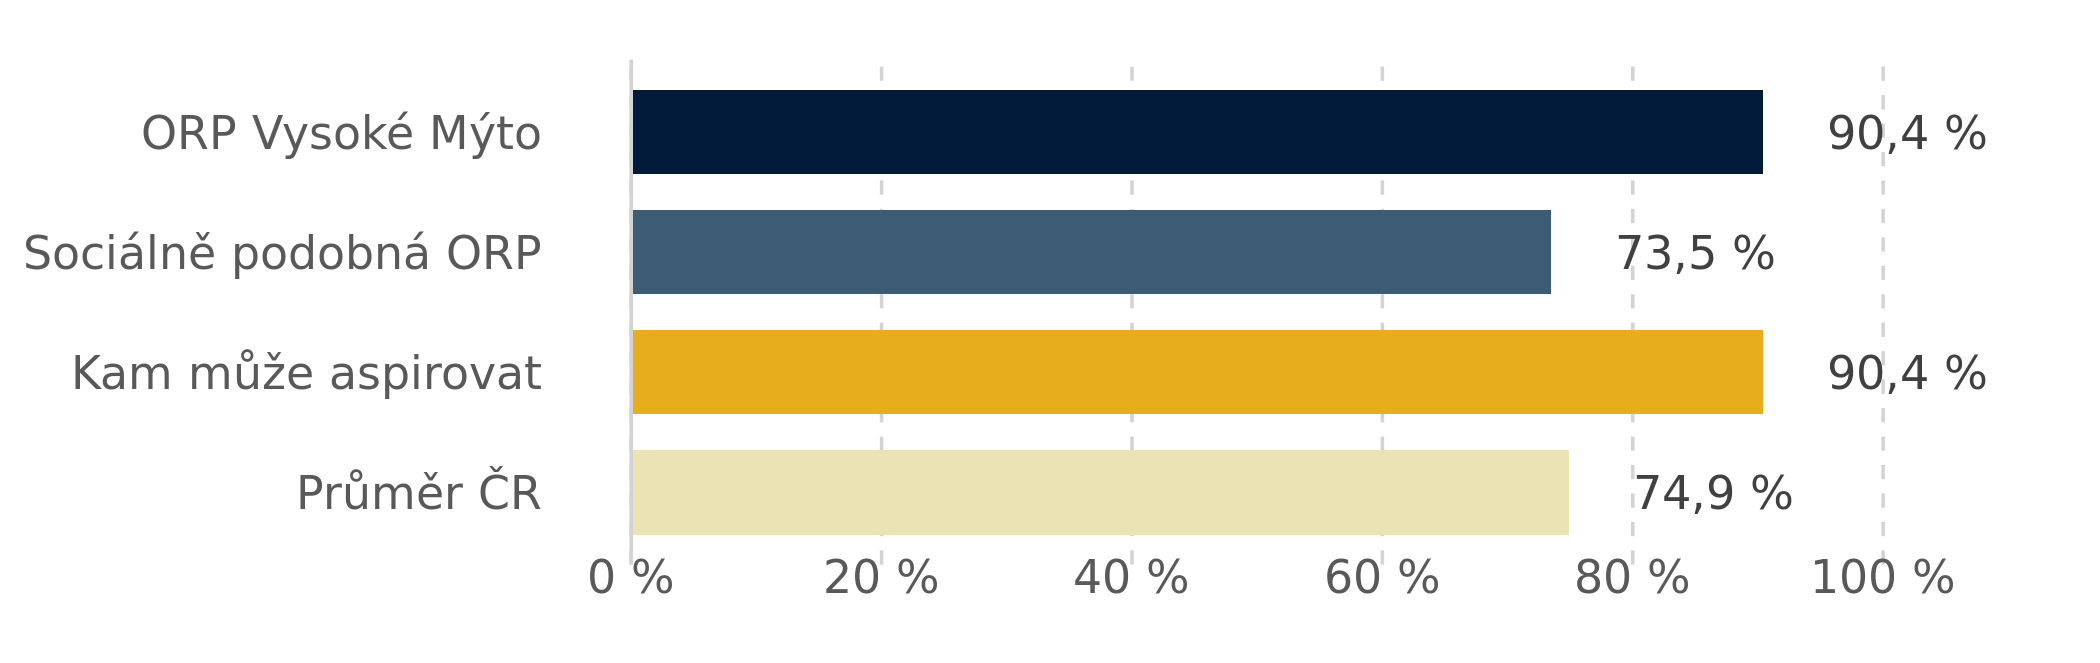 ORP Vysoké Mýto 90,4 %
Sociálně podobná ORP 73,5 %
Kam může aspirovat 90,4 %
Průměr ČR 74,9 %
0 % 20 % 40 % 60 % 80 % 100 %